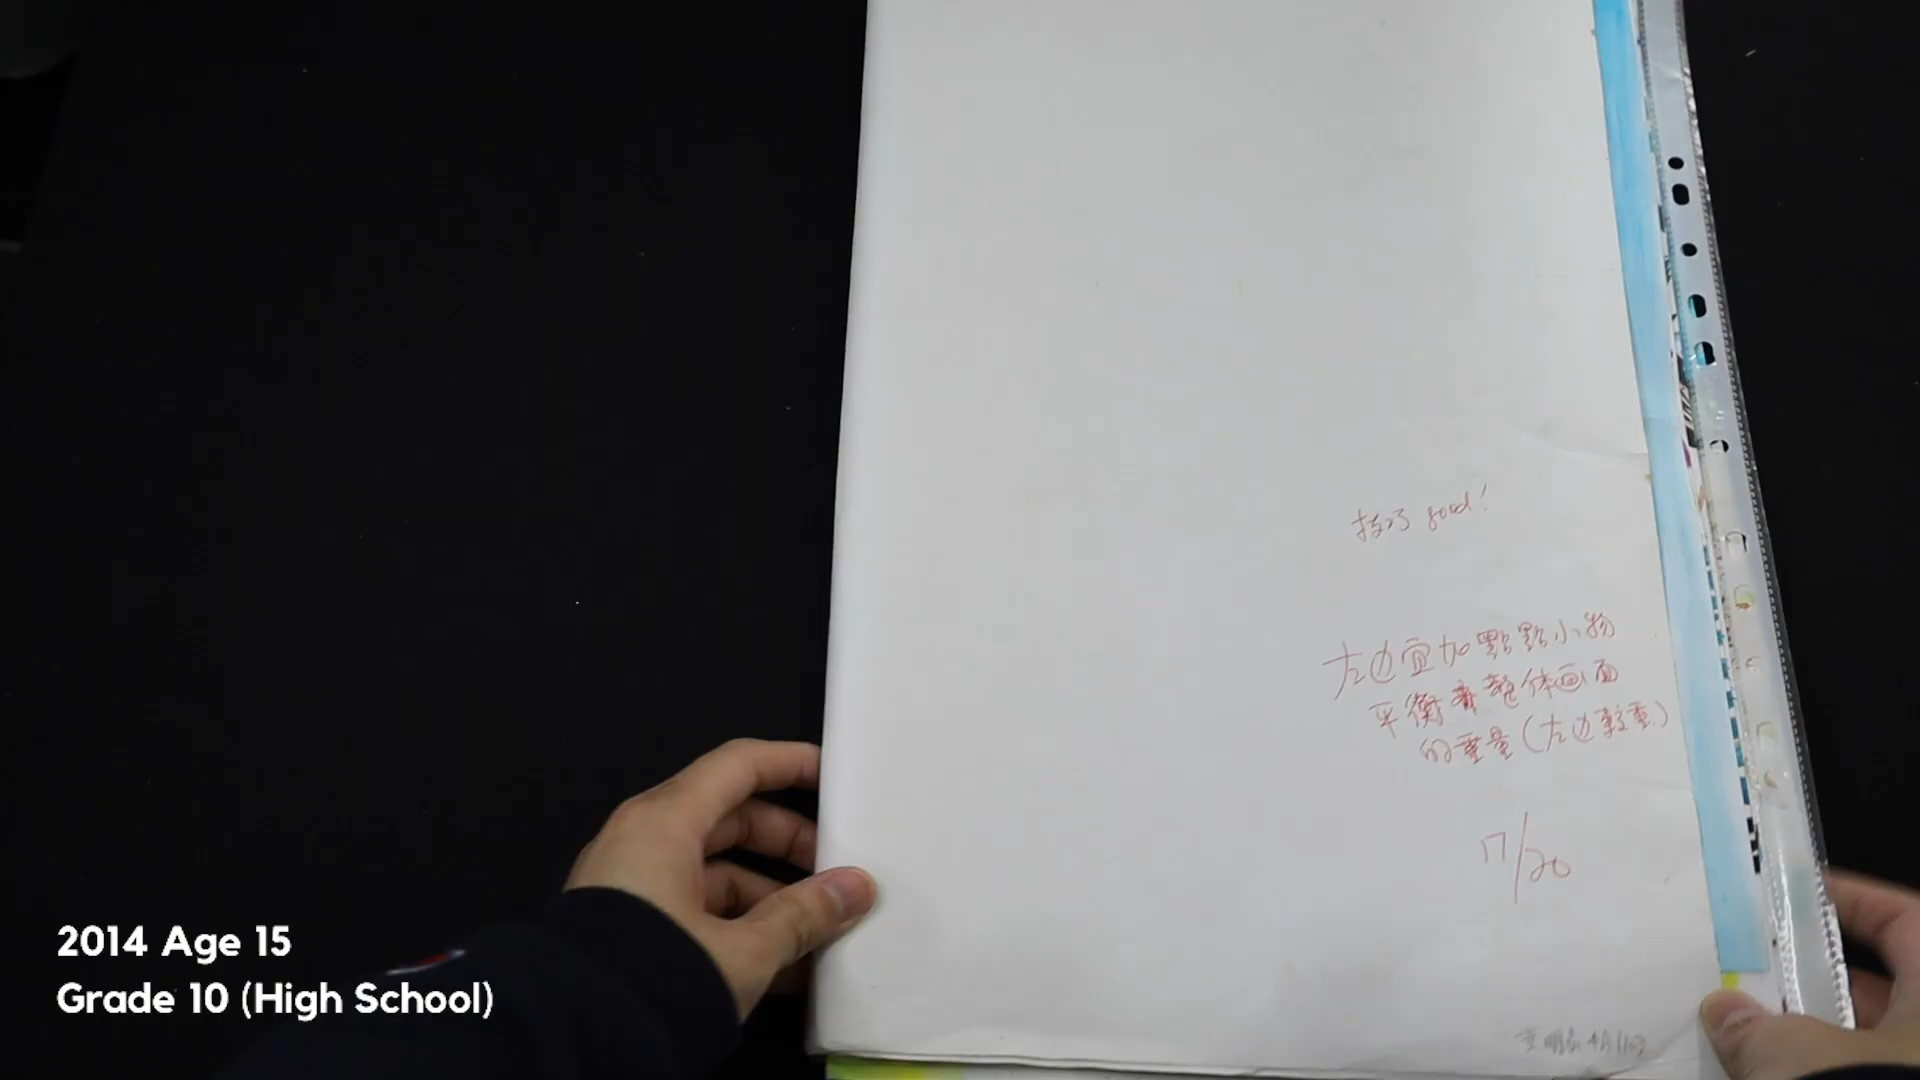 技巧 good!
左边宜加點點小物
平衡整体画面
的重量(左边較重)
17/20
2014 Age 15
Grade 10 (High School)